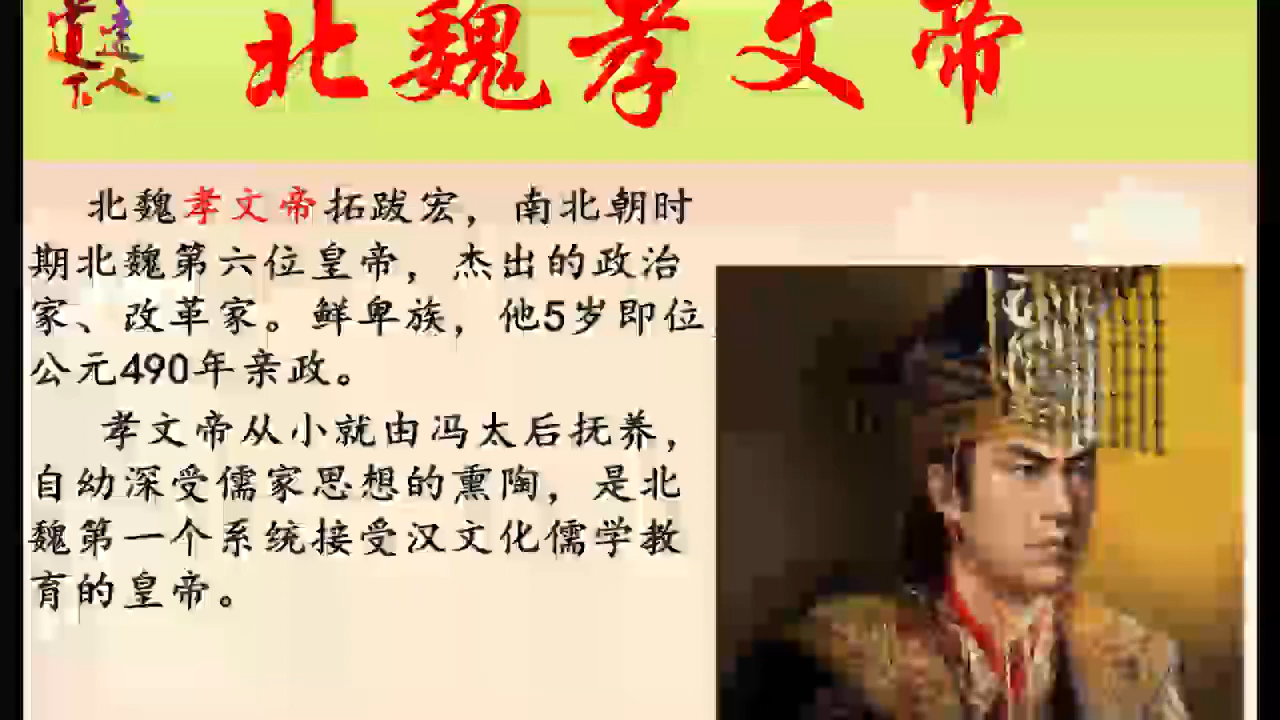 道虚
下人
北魏孝文帝
北魏孝文帝拓跋宏，南北朝时
期北魏第六位皇帝，杰出的政治
家、改革家。鲜卑族，他5岁即位，
公元490年亲政。
孝文帝从小就由冯太后抚养，
自幼深受儒家思想的熏陶，是北
魏第一个系统接受汉文化儒学教
育的皇帝。